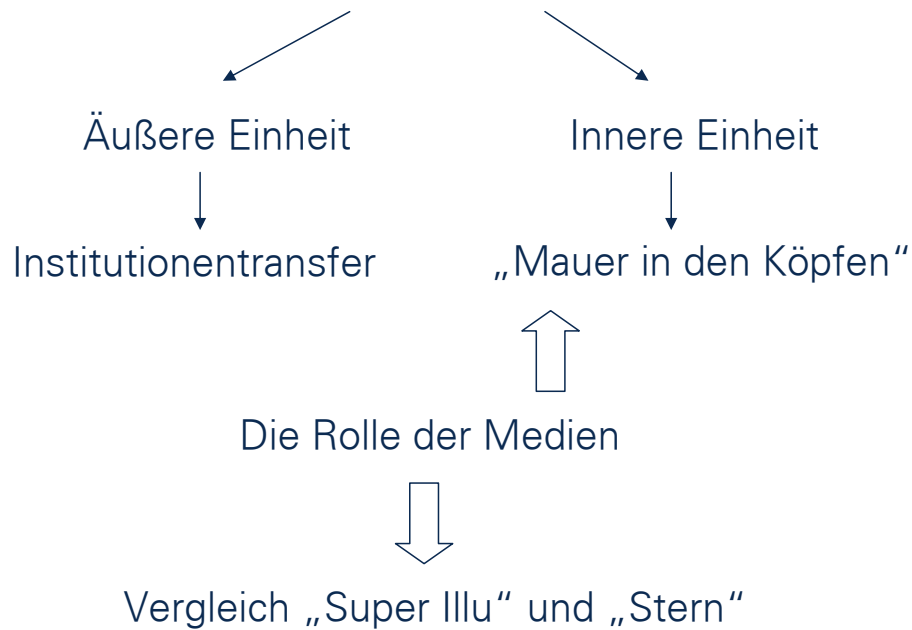 Äußere Einheit
Innere Einheit
Institutionentransfer
„Mauer in den Köpfen“
Die Rolle der Medien
Vergleich „Super Illu“ und „Stern“